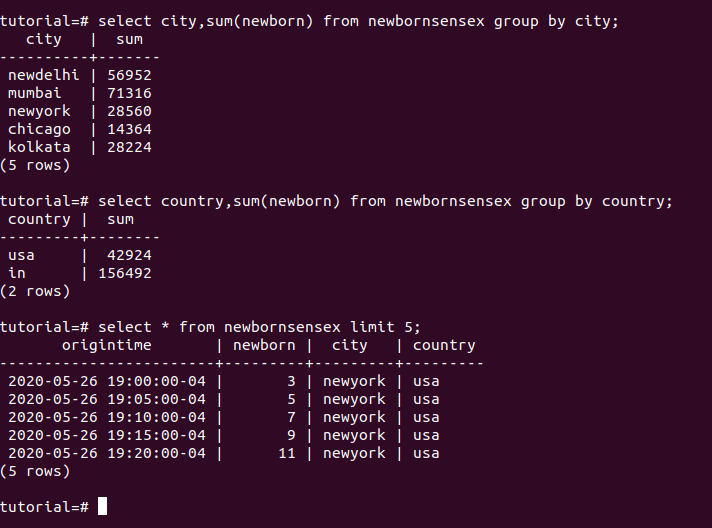 tutorial=# select city,sum(newborn) from newbornsensex group by city;
   city   |  sum
----------+-------
 newdelhi | 56952
 mumbai   | 71316
 newyork  | 28560
 chicago  | 14364
 kolkata  | 28224
(5 rows)

tutorial=# select country,sum(newborn) from newbornsensex group by country;
 country |  sum
---------+--------
 usa     |  42924
 in      | 156492
(2 rows)

tutorial=# select * from newbornsensex limit 5;
       origintime       | newborn |  city   | country
------------------------+---------+---------+---------
 2020-05-26 19:00:00-04 |       3 | newyork | usa
 2020-05-26 19:05:00-04 |       5 | newyork | usa
 2020-05-26 19:10:00-04 |       7 | newyork | usa
 2020-05-26 19:15:00-04 |       9 | newyork | usa
 2020-05-26 19:20:00-04 |      11 | newyork | usa
(5 rows)

tutorial=#